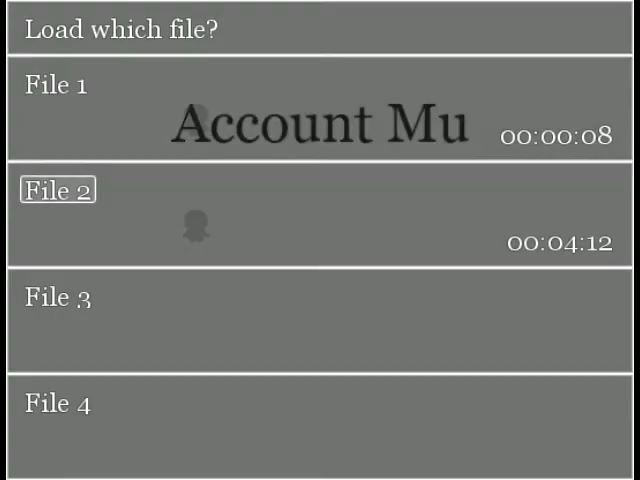 Load which file?
File 1
Account Mu
00:00:08
File 2
00:04:12
File 3
File 4